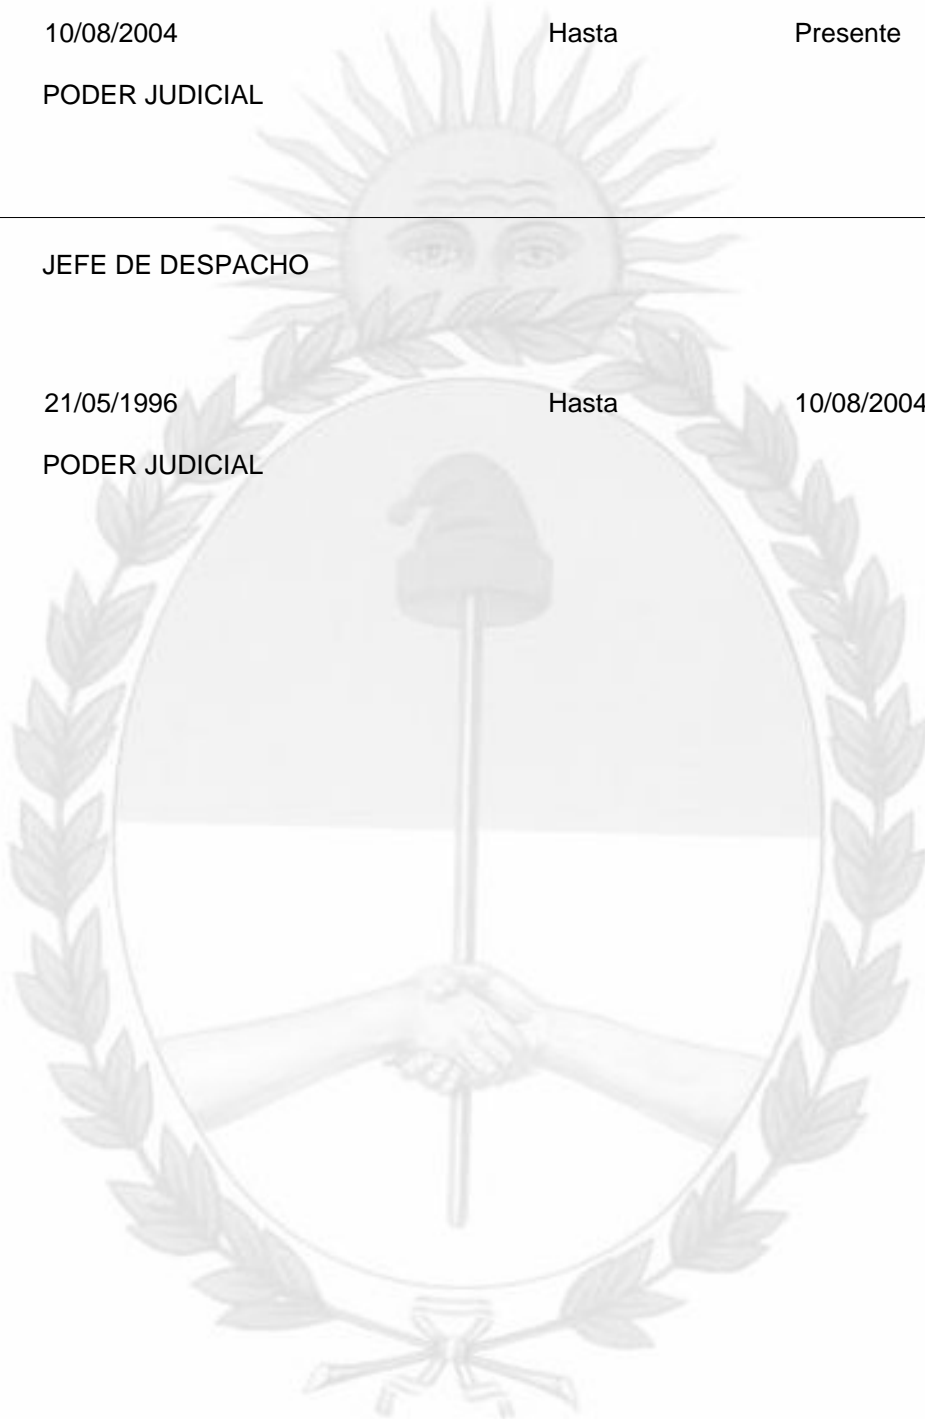 10/08/2004 Hasta Presente
PODER JUDICIAL
JEFE DE DESPACHO
21/05/1996 Hasta 10/08/2004
PODER JUDICIAL